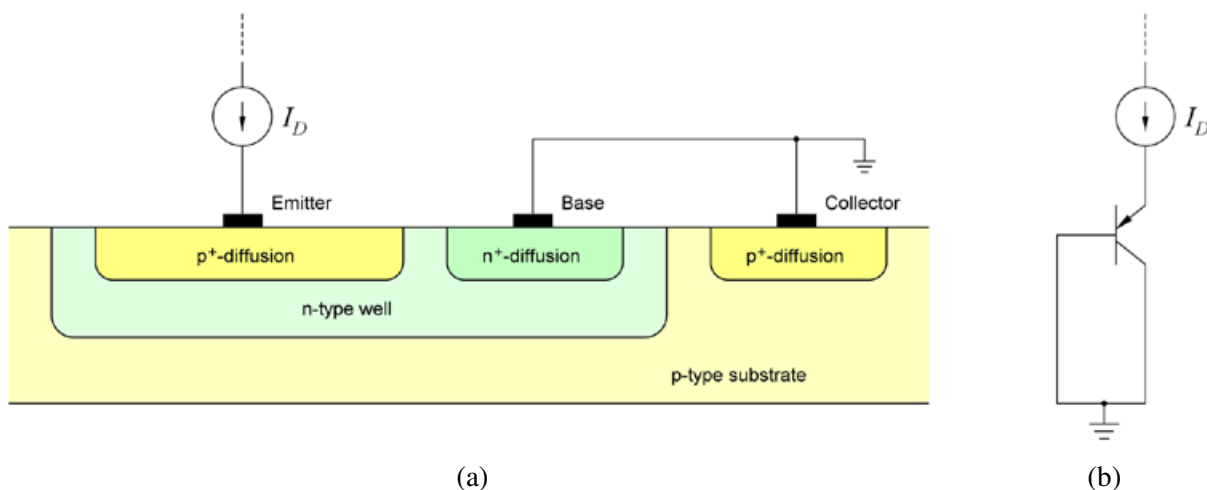 I_D
I_D
Emitter
Base
Collector
p+-diffusion
n+-diffusion
p+-diffusion
n-type well
p-type substrate
(a)
(b)